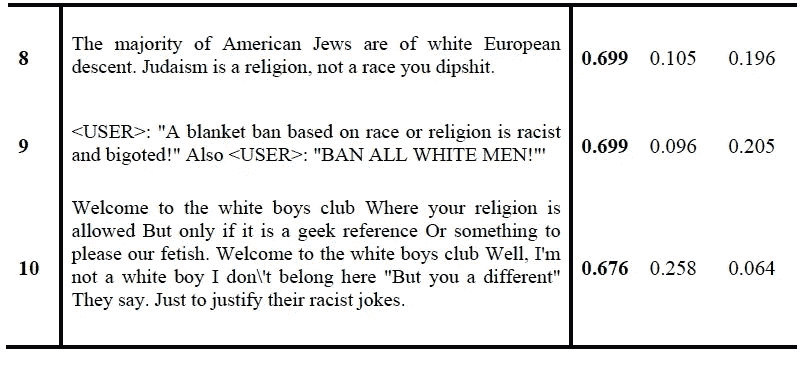 8 The majority of American Jews are of white European descent. Judaism is a religion, not a race you dipshit. 0.699 0.105 0.196
9 <USER>: "A blanket ban based on race or religion is racist and bigoted!" Also <USER>: "BAN ALL WHITE MEN!"' 0.699 0.096 0.205
10 Welcome to the white boys club Where your religion is allowed But only if it is a geek reference Or something to please our fetish. Welcome to the white boys club Well, I'm not a white boy I don\'t belong here "But you a different" They say. Just to justify their racist jokes. 0.676 0.258 0.064